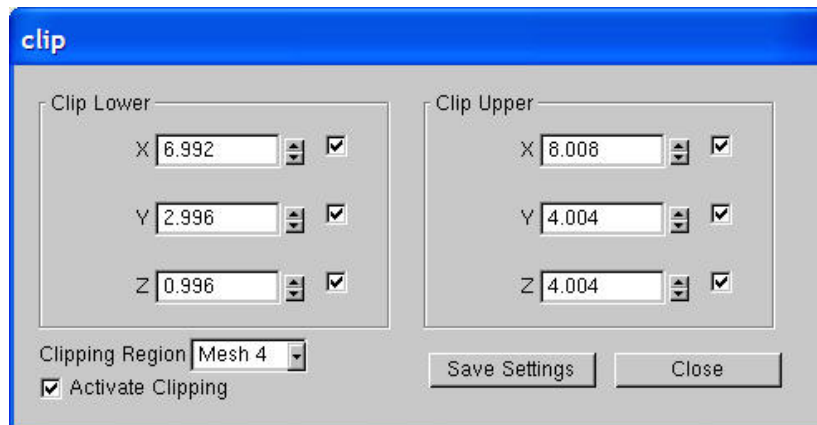 clip
Clip Lower
X 6.992
Y 2.996
Z 0.996
Clip Upper
X 8.008
Y 4.004
Z 4.004
Clipping Region Mesh 4
Activate Clipping
Save Settings
Close